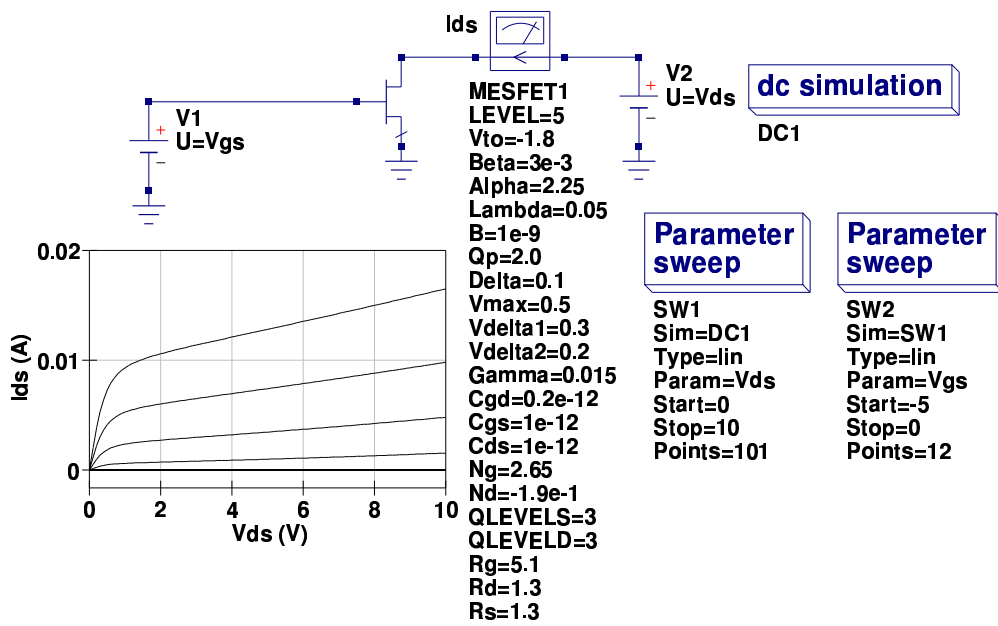 Ids
V1
U=Vgs
+
−
MESFET1
LEVEL=5
Vto=-1.8
Beta=3e-3
Alpha=2.25
Lambda=0.05
B=1e-9
Qp=2.0
Delta=0.1
Vmax=0.5
Vdelta1=0.3
Vdelta2=0.2
Gamma=0.015
Cgd=0.2e-12
Cgs=1e-12
Cds=1e-12
Ng=2.65
Nd=-1.9e-1
QLEVELS=3
QLEVELD=3
Rg=5.1
Rd=1.3
Rs=1.3
V2
U=Vds
+
−
dc simulation
DC1
Parameter
sweep
SW1
Sim=DC1
Type=lin
Param=Vds
Start=0
Stop=10
Points=101
Parameter
sweep
SW2
Sim=SW1
Type=lin
Param=Vgs
Start=-5
Stop=0
Points=12
0.02
0.01
0
Ids (A)
0 2 4 6 8 10
Vds (V)